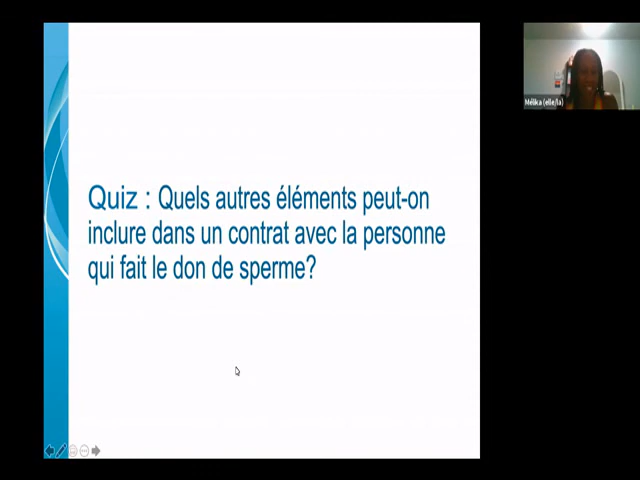 Quiz : Quels autres éléments peut-on
inclure dans un contrat avec la personne
qui fait le don de sperme?
Mélika (elle/la)